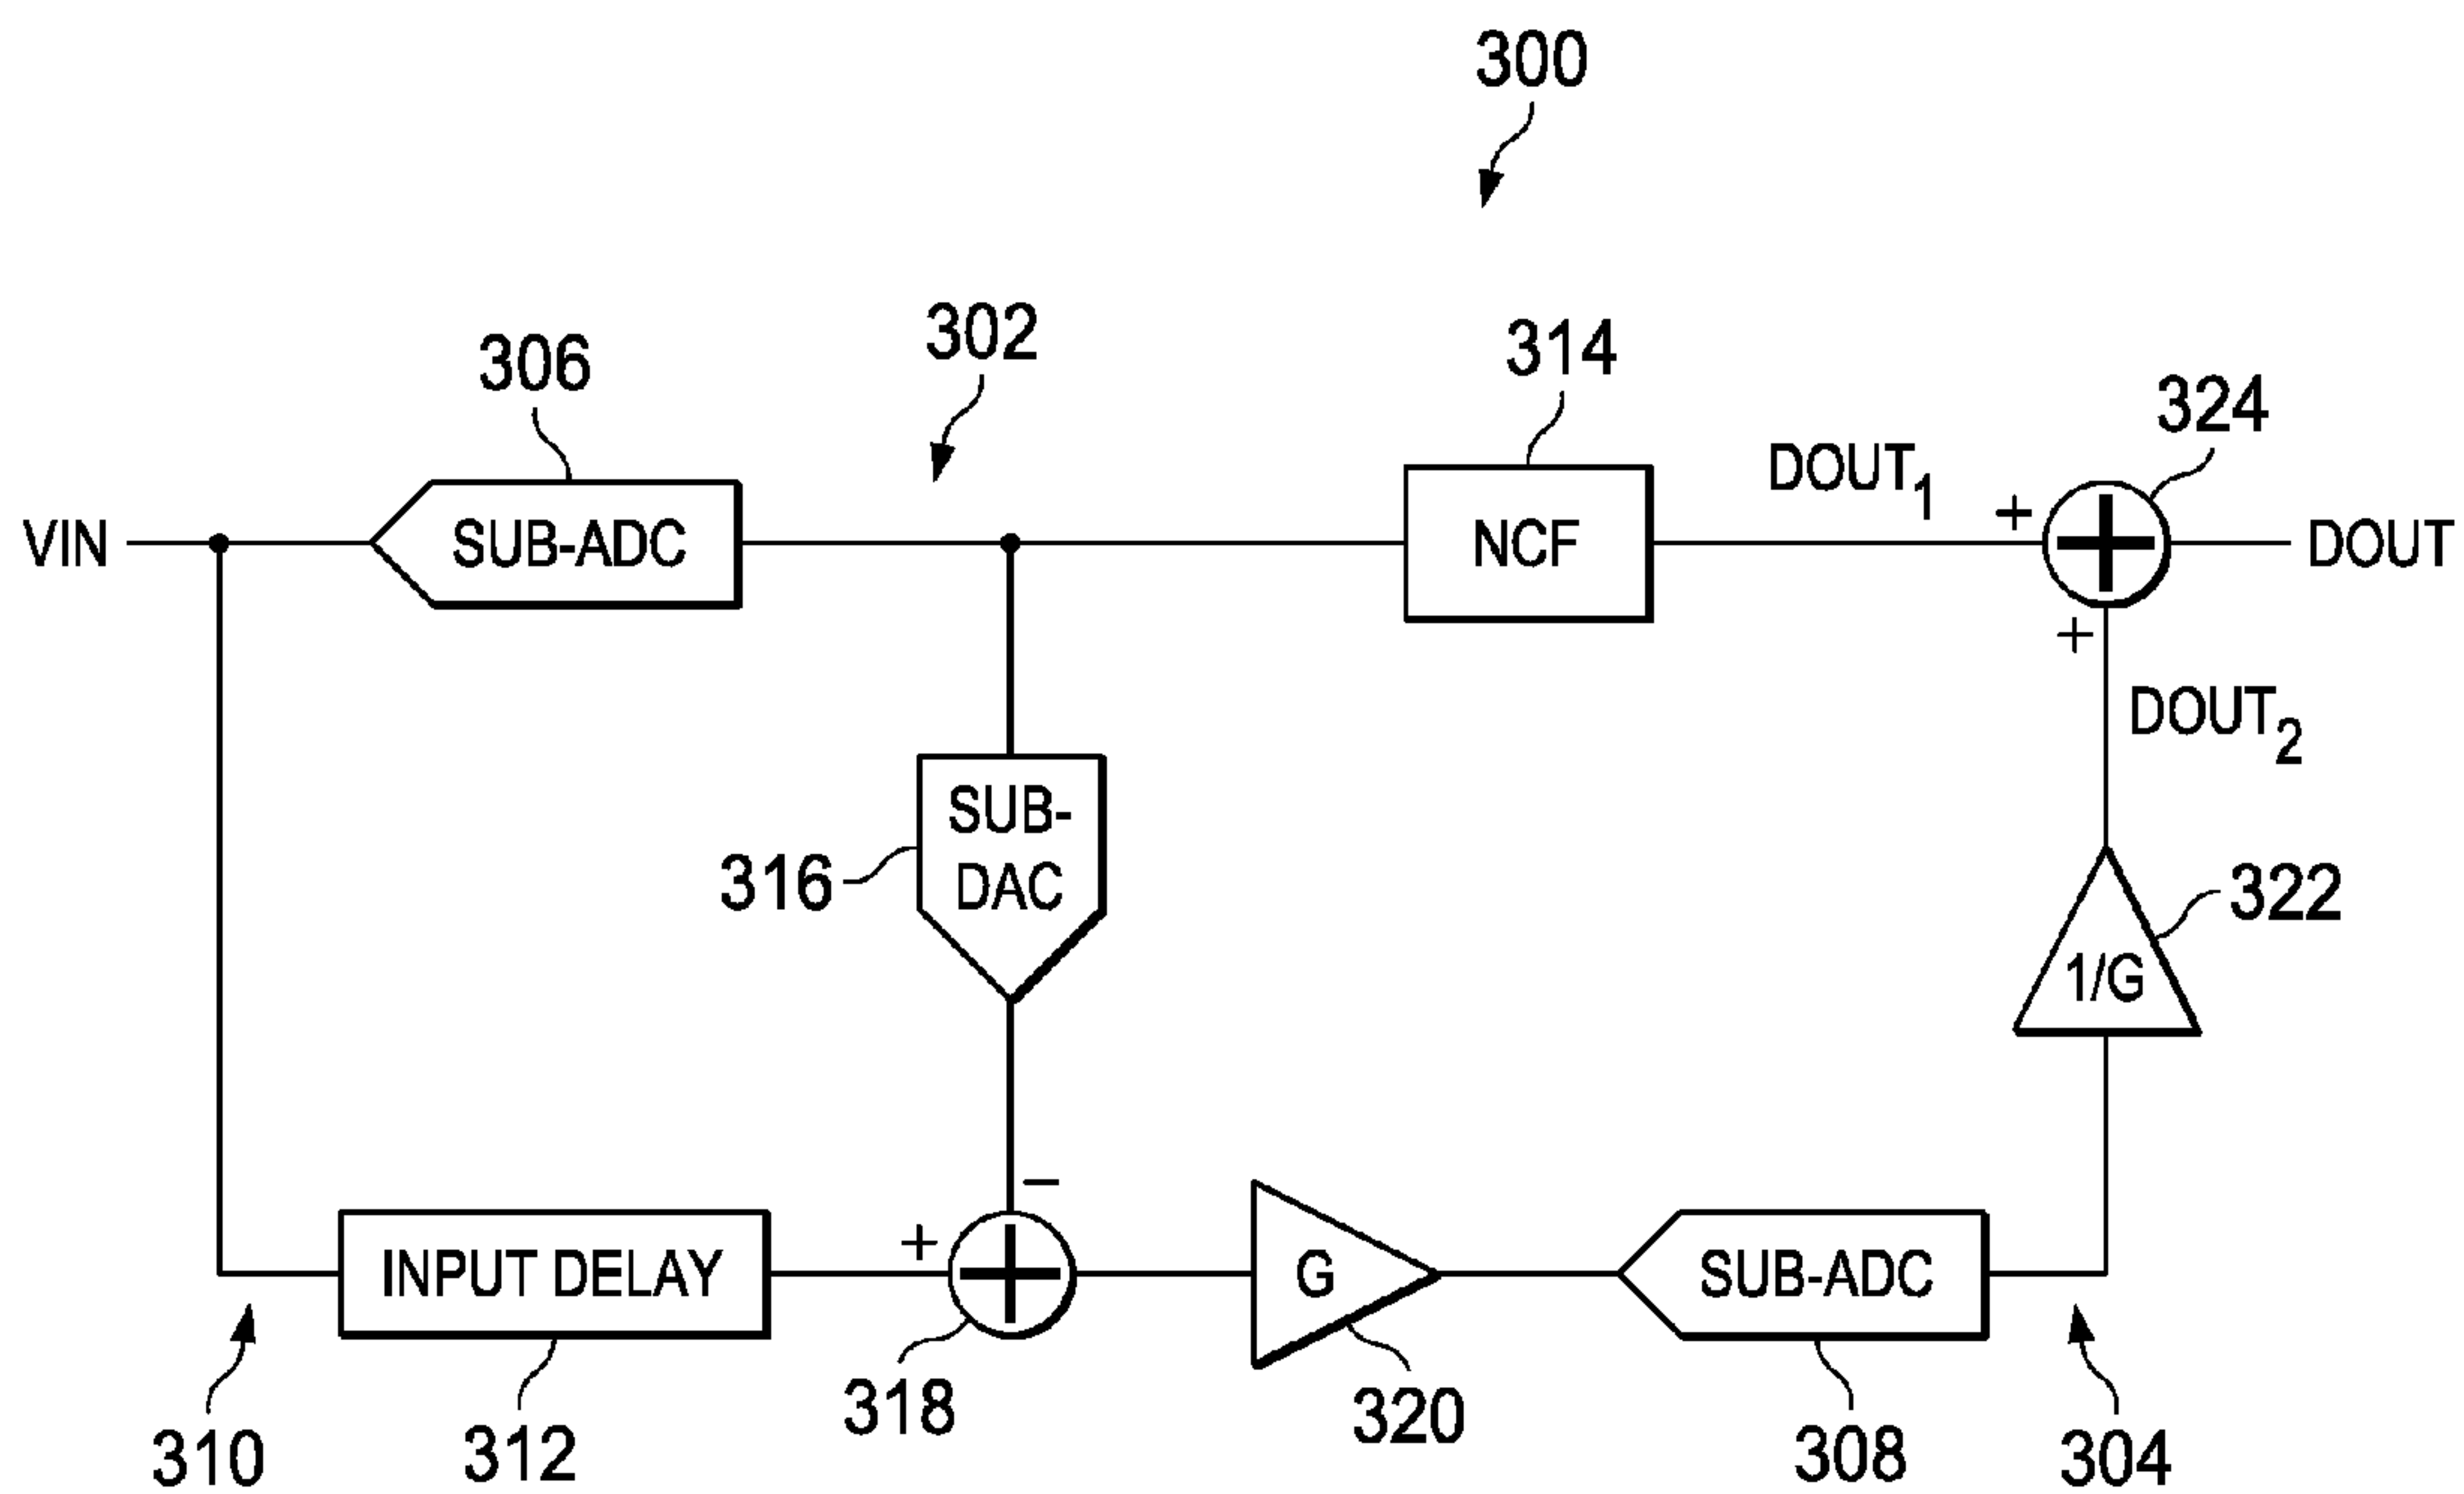 300
302
306
314
324
DOUT1
+
VIN
SUB-ADC
NCF
DOUT
+
DOUT2
SUB-
DAC
316
322
1/G
−
+
INPUT DELAY
G
SUB-ADC
318
320
310
312
308
304